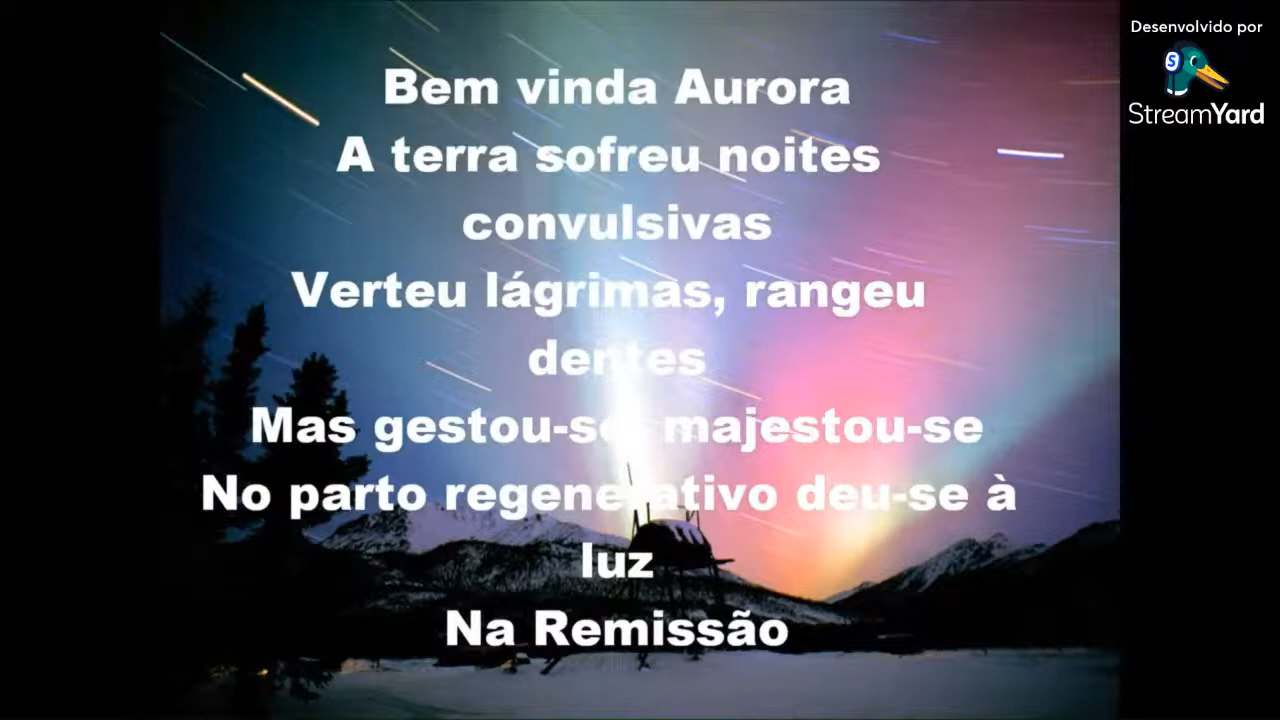 Desenvolvido por
StreamYard
Bem vinda Aurora
A terra sofreu noites
convulsivas
Verteu lágrimas, rangeu
dentes
Mas gestou-se, majestou-se
No parto regenerativo deu-se à
luz
Na Remissão